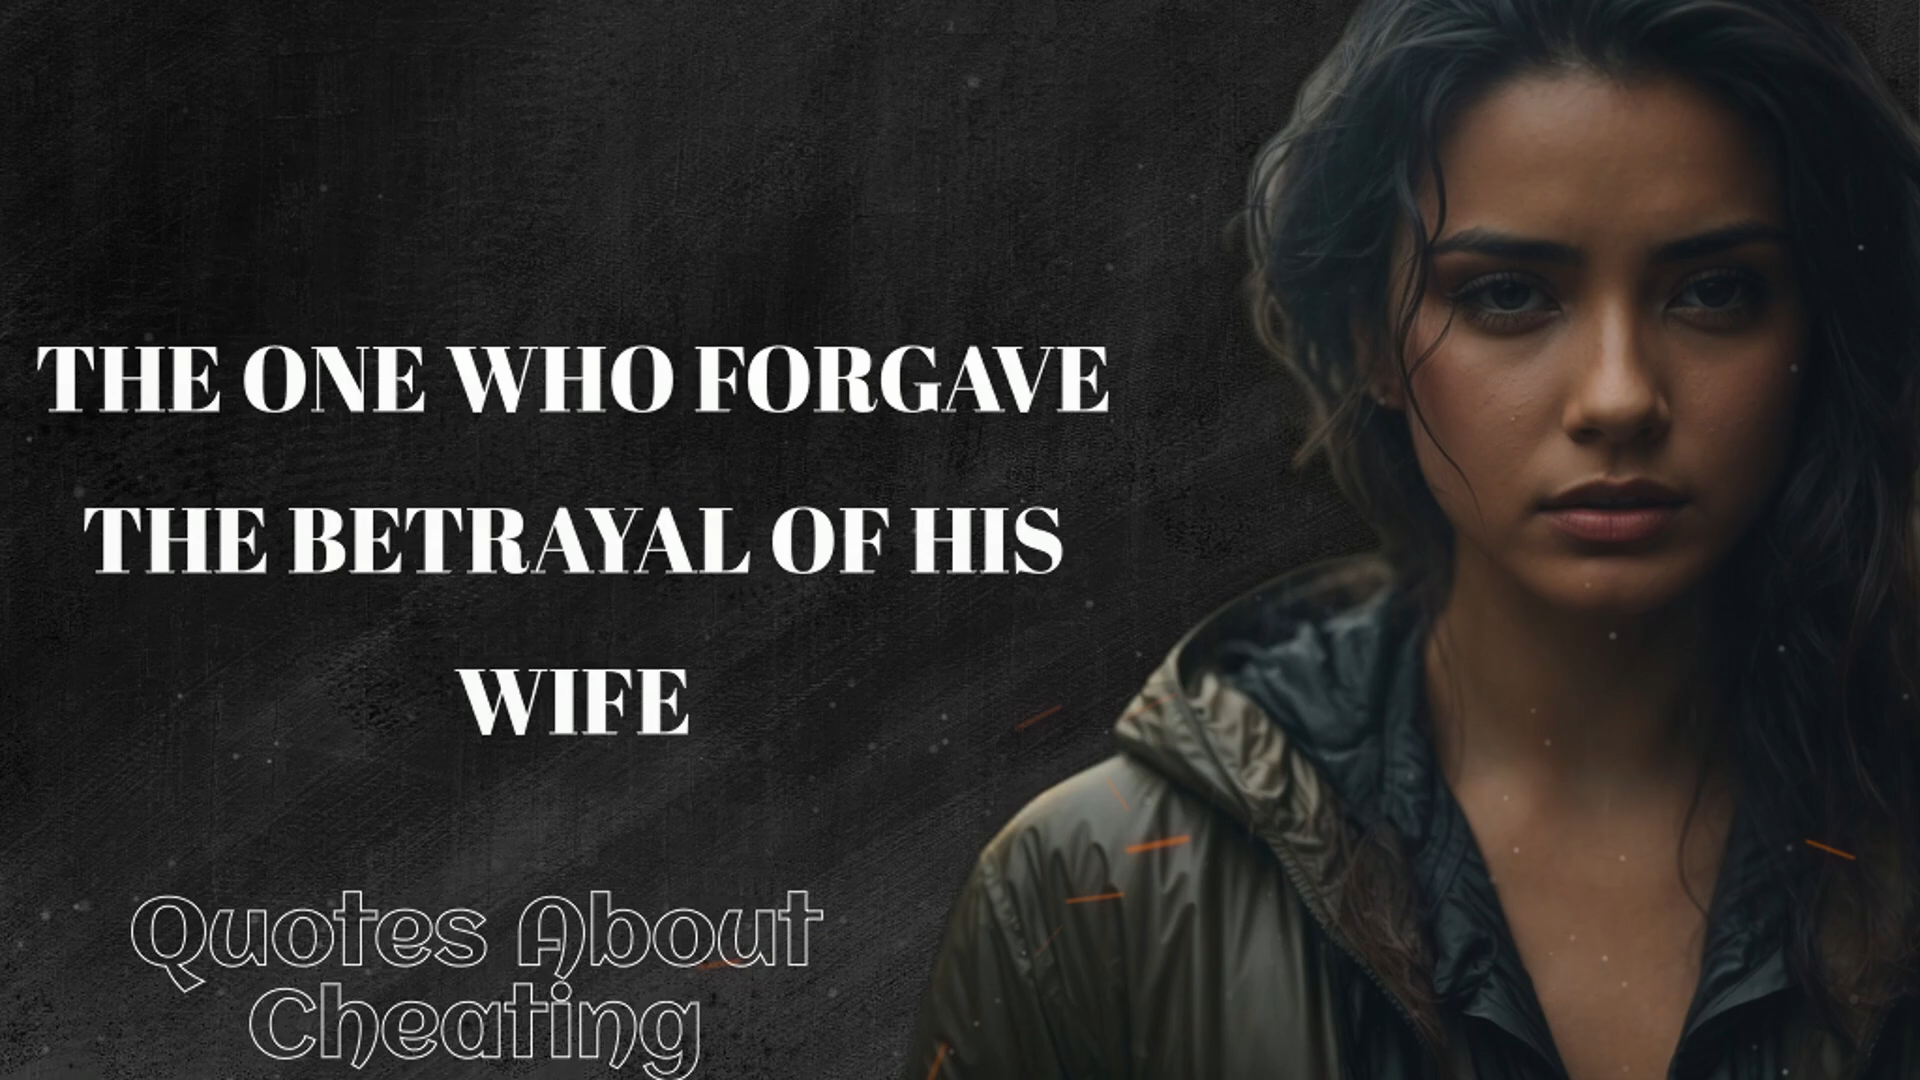 THE ONE WHO FORGAVE
THE BETRAYAL OF HIS
WIFE
Quotes About
Cheating